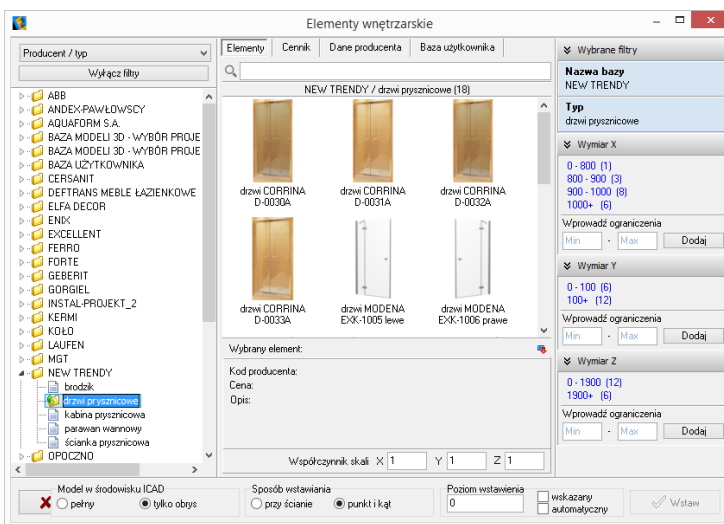 Elementy wnętrzarskie
Producent / typ
Wyłącz filtry
ABB
ANDEX-PAWŁOWSCY
AQUAFORM S.A.
BAZA MODELI 3D - WYBÓR PROJE
BAZA MODELI 3D - WYBÓR PROJE
BAZA UŻYTKOWNIKA
CERSANIT
DEFTRANS MEBLE ŁAZIENKOWE
ELFA DECOR
ENIX
EXCELLENT
FERRO
FORTE
GEBERIT
GORGIEL
INSTAL-PROJEKT_2
KERMI
KOŁO
LAUFEN
MGT
NEW TRENDY
brodzik
drzwi prysznicowe
kabina prysznicowa
parawan wannowy
ścianka prysznicowa
OPOCZNO
Elementy Cennik Dane producenta Baza użytkownika
NEW TRENDY / drzwi prysznicowe (18)
drzwi CORRINA D-0030A
drzwi CORRINA D-0031A
drzwi CORRINA D-0032A
drzwi CORRINA D-0033A
drzwi MODENA EXK-1005 lewe
drzwi MODENA EXK-1006 prawe
Wybrany element:
Kod producenta:
Cena:
Opis:
Współczynnik skali X 1 Y 1 Z 1
Wybrane filtry
Nazwa bazy
NEW TRENDY
Typ
drzwi prysznicowe
Wymiar X
0 - 800 (1)
800 - 900 (3)
900 - 1000 (8)
1000+ (6)
Wprowadź ograniczenia
Min - Max Dodaj
Wymiar Y
0 - 100 (6)
100+ (12)
Wprowadź ograniczenia
Min - Max Dodaj
Wymiar Z
0 - 1900 (12)
1900+ (6)
Wprowadź ograniczenia
Min - Max Dodaj
Model w środowisku ICAD
pełny tylko obrys
Sposób wstawiania
przy ścianie punkt i kąt
Poziom wstawienia
0
wskazany
automatyczny
Wstaw